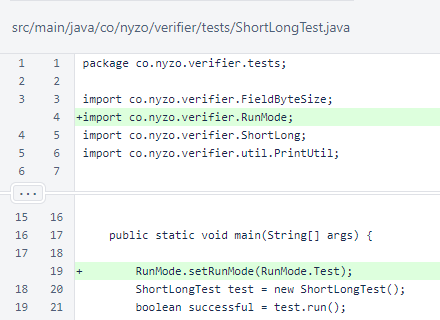 src/main/java/co/nyzo/verifier/tests/ShortLongTest.java
1 1 package co.nyzo.verifier.tests;
2 2
3 3 import co.nyzo.verifier.FieldByteSize;
4 +import co.nyzo.verifier.RunMode;
4 5 import co.nyzo.verifier.ShortLong;
5 6 import co.nyzo.verifier.util.PrintUtil;
6 7
...
15 16
16 17 public static void main(String[] args) {
17 18
19 + RunMode.setRunMode(RunMode.Test);
18 20 ShortLongTest test = new ShortLongTest();
19 21 boolean successful = test.run();